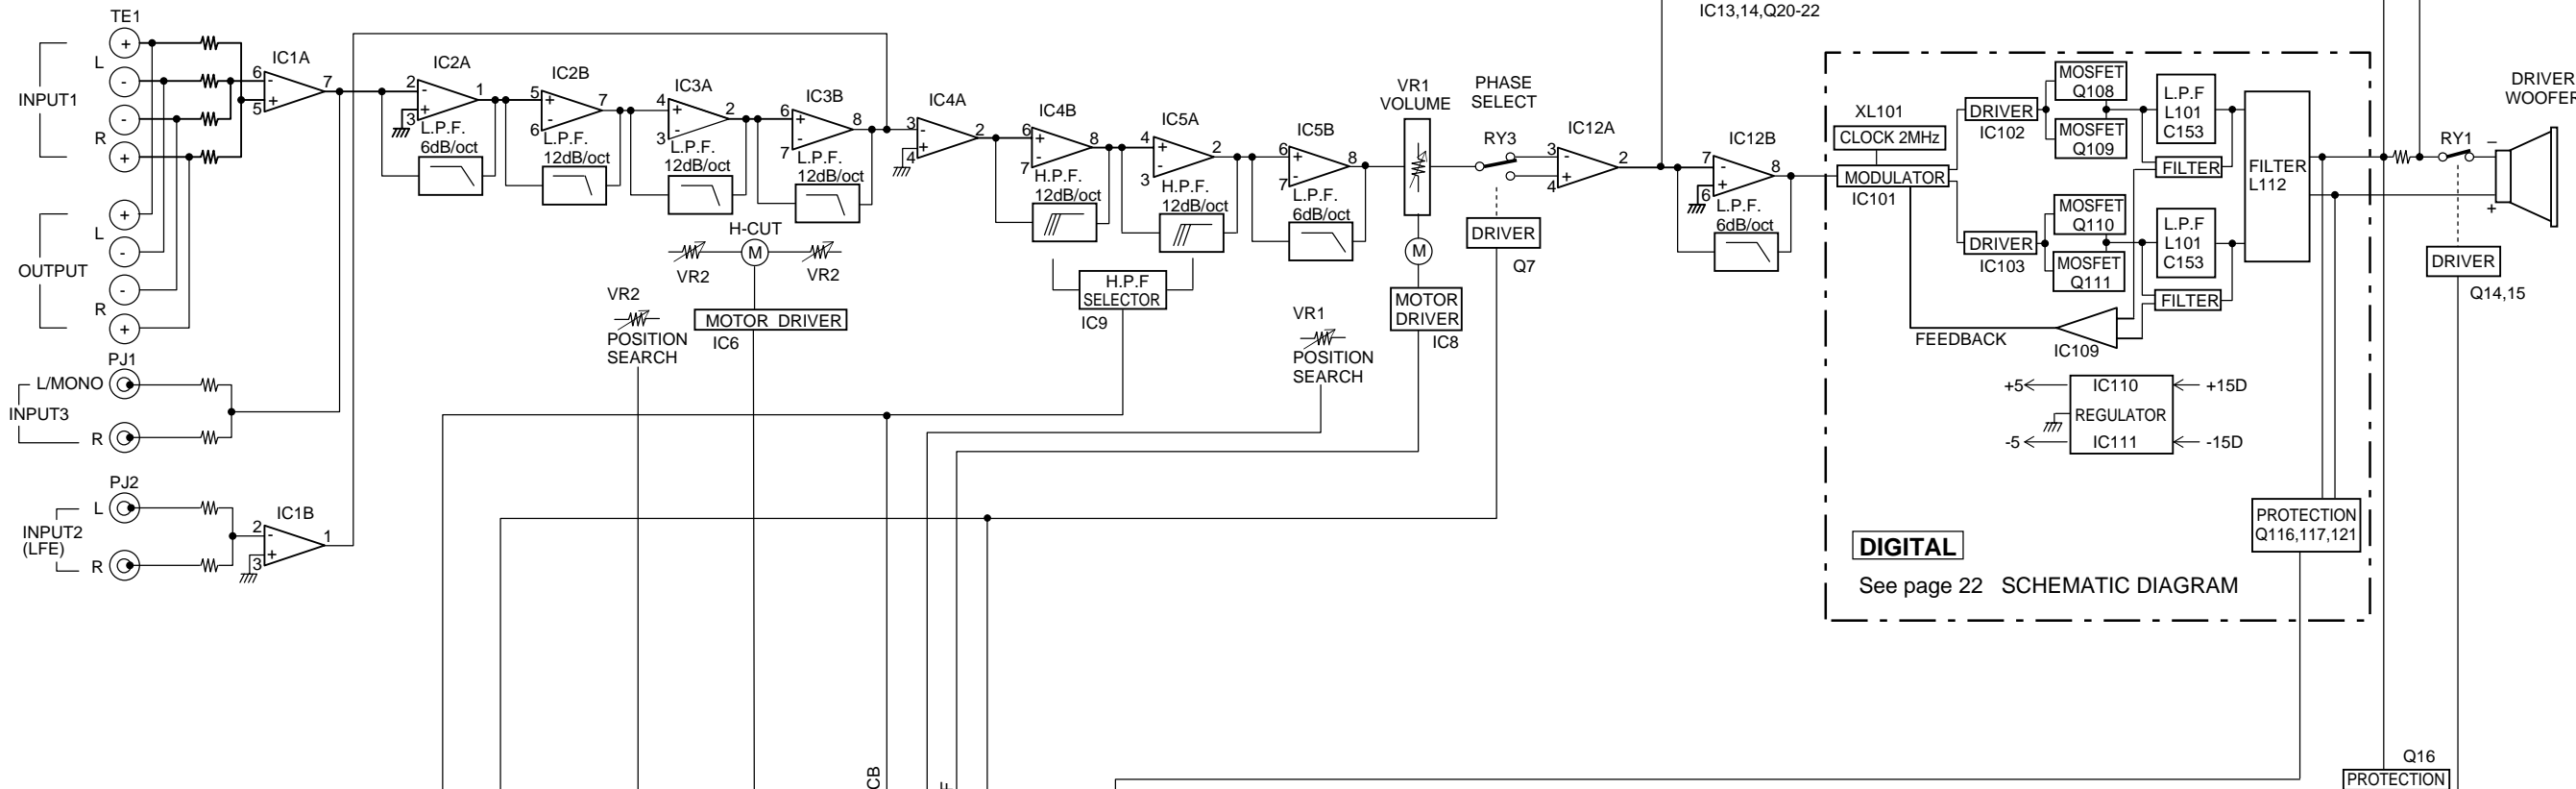 IC13,14,Q20-22
TE1
INPUT1
L
+
-
R
-
+
IC1A
6
-
5
+
7
IC2A
2
-
+
3
1
L.P.F.
6dB/oct
IC2B
5
+
-
6
7
L.P.F.
12dB/oct
IC3A
4
+
3
-
2
L.P.F.
12dB/oct
IC3B
6
+
-
7
8
L.P.F.
12dB/oct
IC4A
3
-
+
4
2
IC4B
6
+
-
7
8
H.P.F.
12dB/oct
IC5A
4
+
-
3
2
H.P.F.
12dB/oct
IC5B
6
+
7
-
8
L.P.F.
6dB/oct
VR1
VOLUME
M
MOTOR
DRIVER
IC8
PHASE
SELECT
RY3
DRIVER
Q7
IC12A
3
-
4
+
2
IC12B
7
-
+
6
8
L.P.F.
6dB/oct
XL101
CLOCK 2MHz
MODULATOR
IC101
DRIVER
IC102
MOSFET
Q108
MOSFET
Q109
L.P.F
L101
C153
FILTER
DRIVER
IC103
MOSFET
Q110
MOSFET
Q111
L.P.F
L101
C153
FILTER
FILTER
L112
FEEDBACK
IC109
+5
IC110
+15D
REGULATOR
-5
IC111
-15D
PROTECTION
Q116,117,121
DIGITAL
See page 22 SCHEMATIC DIAGRAM
RY1
−
+
DRIVER
WOOFER
DRIVER
Q14,15
OUTPUT
L
+
-
R
-
+
H-CUT
M
VR2
VR2
MOTOR DRIVER
IC6
VR2
POSITION
SEARCH
H.P.F
SELECTOR
IC9
VR1
POSITION
SEARCH
PJ1
L/MONO
INPUT3
R
PJ2
L
INPUT2
(LFE)
R
IC1B
2
-
+
3
1
CB
F
Q16
PROTECTION